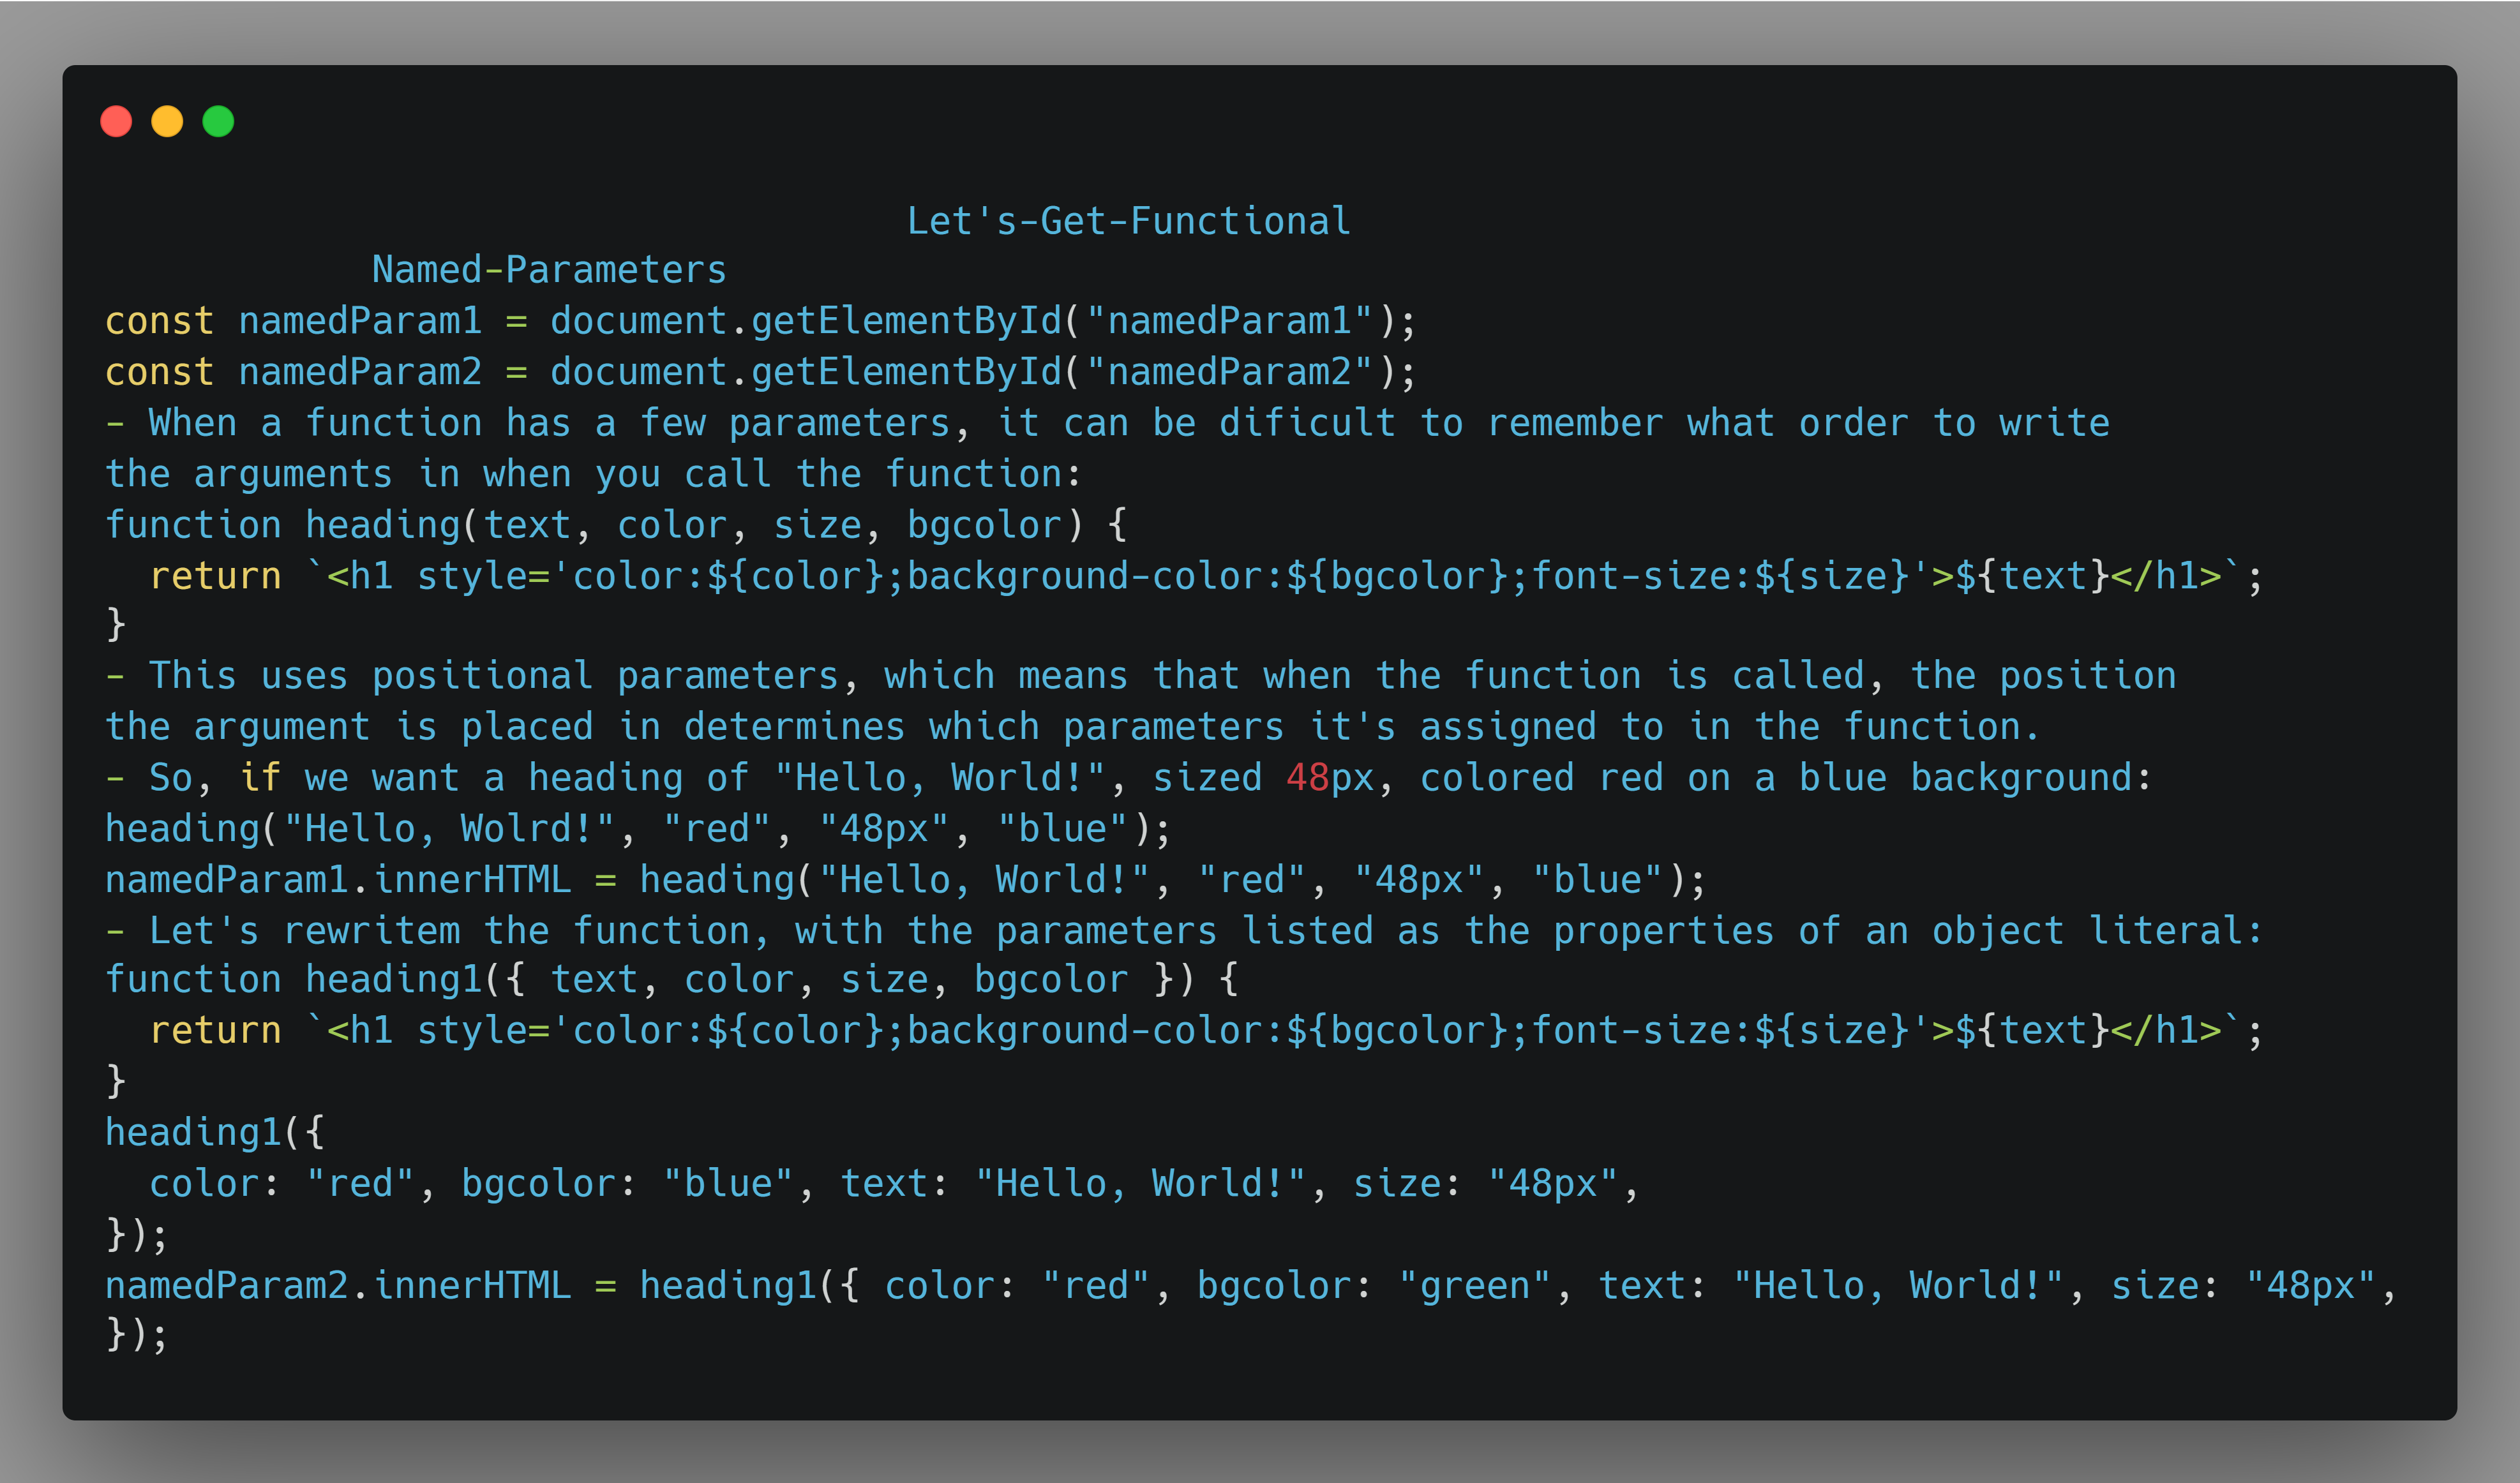 Let's-Get-Functional
Named-Parameters
const namedParam1 = document.getElementById("namedParam1");
const namedParam2 = document.getElementById("namedParam2");
- When a function has a few parameters, it can be dificult to remember what order to write
the arguments in when you call the function:
function heading(text, color, size, bgcolor) {
  return `<h1 style='color:${color};background-color:${bgcolor};font-size:${size}'>${text}</h1>`;
}
- This uses positional parameters, which means that when the function is called, the position
the argument is placed in determines which parameters it's assigned to in the function.
- So, if we want a heading of "Hello, World!", sized 48px, colored red on a blue background:
heading("Hello, Wolrd!", "red", "48px", "blue");
namedParam1.innerHTML = heading("Hello, World!", "red", "48px", "blue");
- Let's rewritem the function, with the parameters listed as the properties of an object literal:
function heading1({ text, color, size, bgcolor }) {
  return `<h1 style='color:${color};background-color:${bgcolor};font-size:${size}'>${text}</h1>`;
}
heading1({
  color: "red", bgcolor: "blue", text: "Hello, World!", size: "48px",
});
namedParam2.innerHTML = heading1({ color: "red", bgcolor: "green", text: "Hello, World!", size: "48px",
});